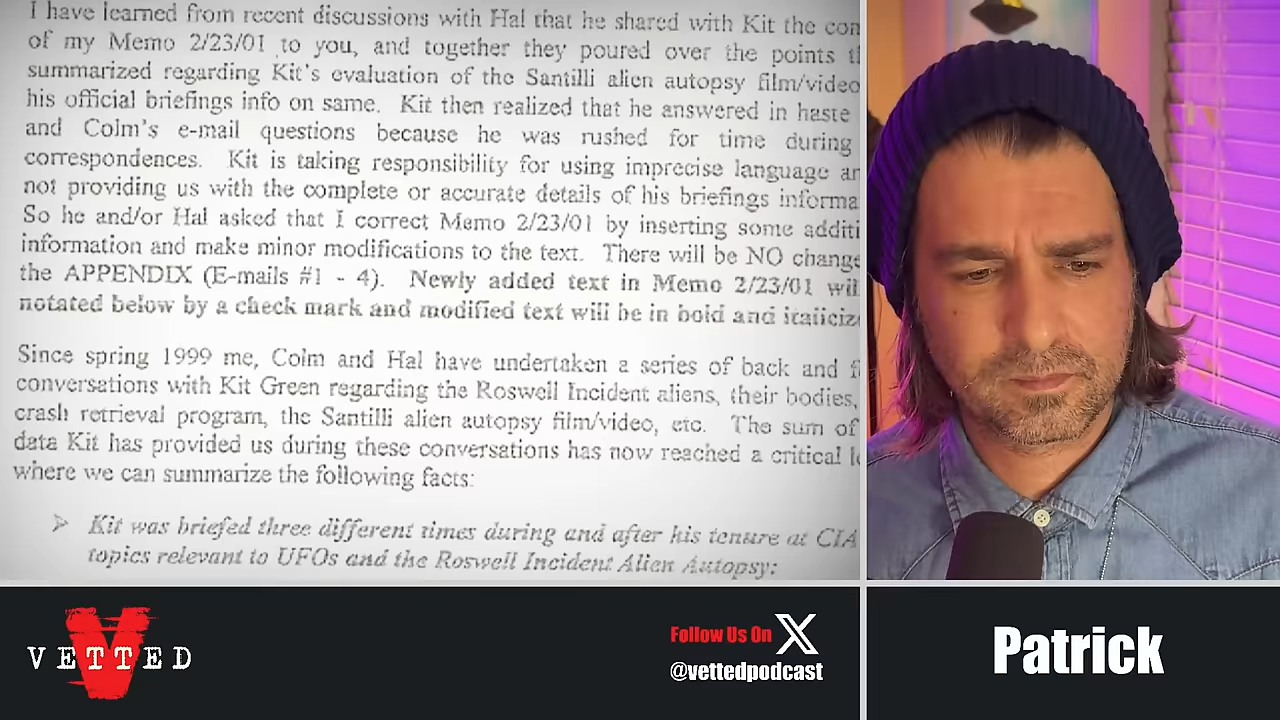 I have learned from recent discussions with Hal that he shared with Kit the con
of my Memo 2/23/01 to you, and together they poured over the points t
summarized regarding Kit's evaluation of the Santilli alien autopsy film/video
his official briefings info on same. Kit then realized that he answered in haste
and Colm's e-mail questions because he was rushed for time during
correspondences. Kit is taking responsibility for using imprecise language ar
not providing us with the complete or accurate details of his briefings informa
So he and/or Hal asked that I correct Memo 2/23/01 by inserting some additi
information and make minor modifications to the text. There will be NO change
the APPENDIX (E-mails #1 - 4). Newly added text in Memo 2/23/01 wil
notated below by a check mark and modified text will be in bold and italicize
Since spring 1999 me, Colm and Hal have undertaken a series of back and f
conversations with Kit Green regarding the Roswell Incident aliens, their bodies,
crash retrieval program, the Santilli alien autopsy film/video, etc. The sum of
data Kit has provided us during these conversations has now reached a critical l
where we can summarize the following facts:
➢ Kit was briefed three different times during and after his tenure at CIA
topics relevant to UFOs and the Roswell Incident Alien Autopsy:
V
VETTED
Follow Us On X
@vettedpodcast
Patrick